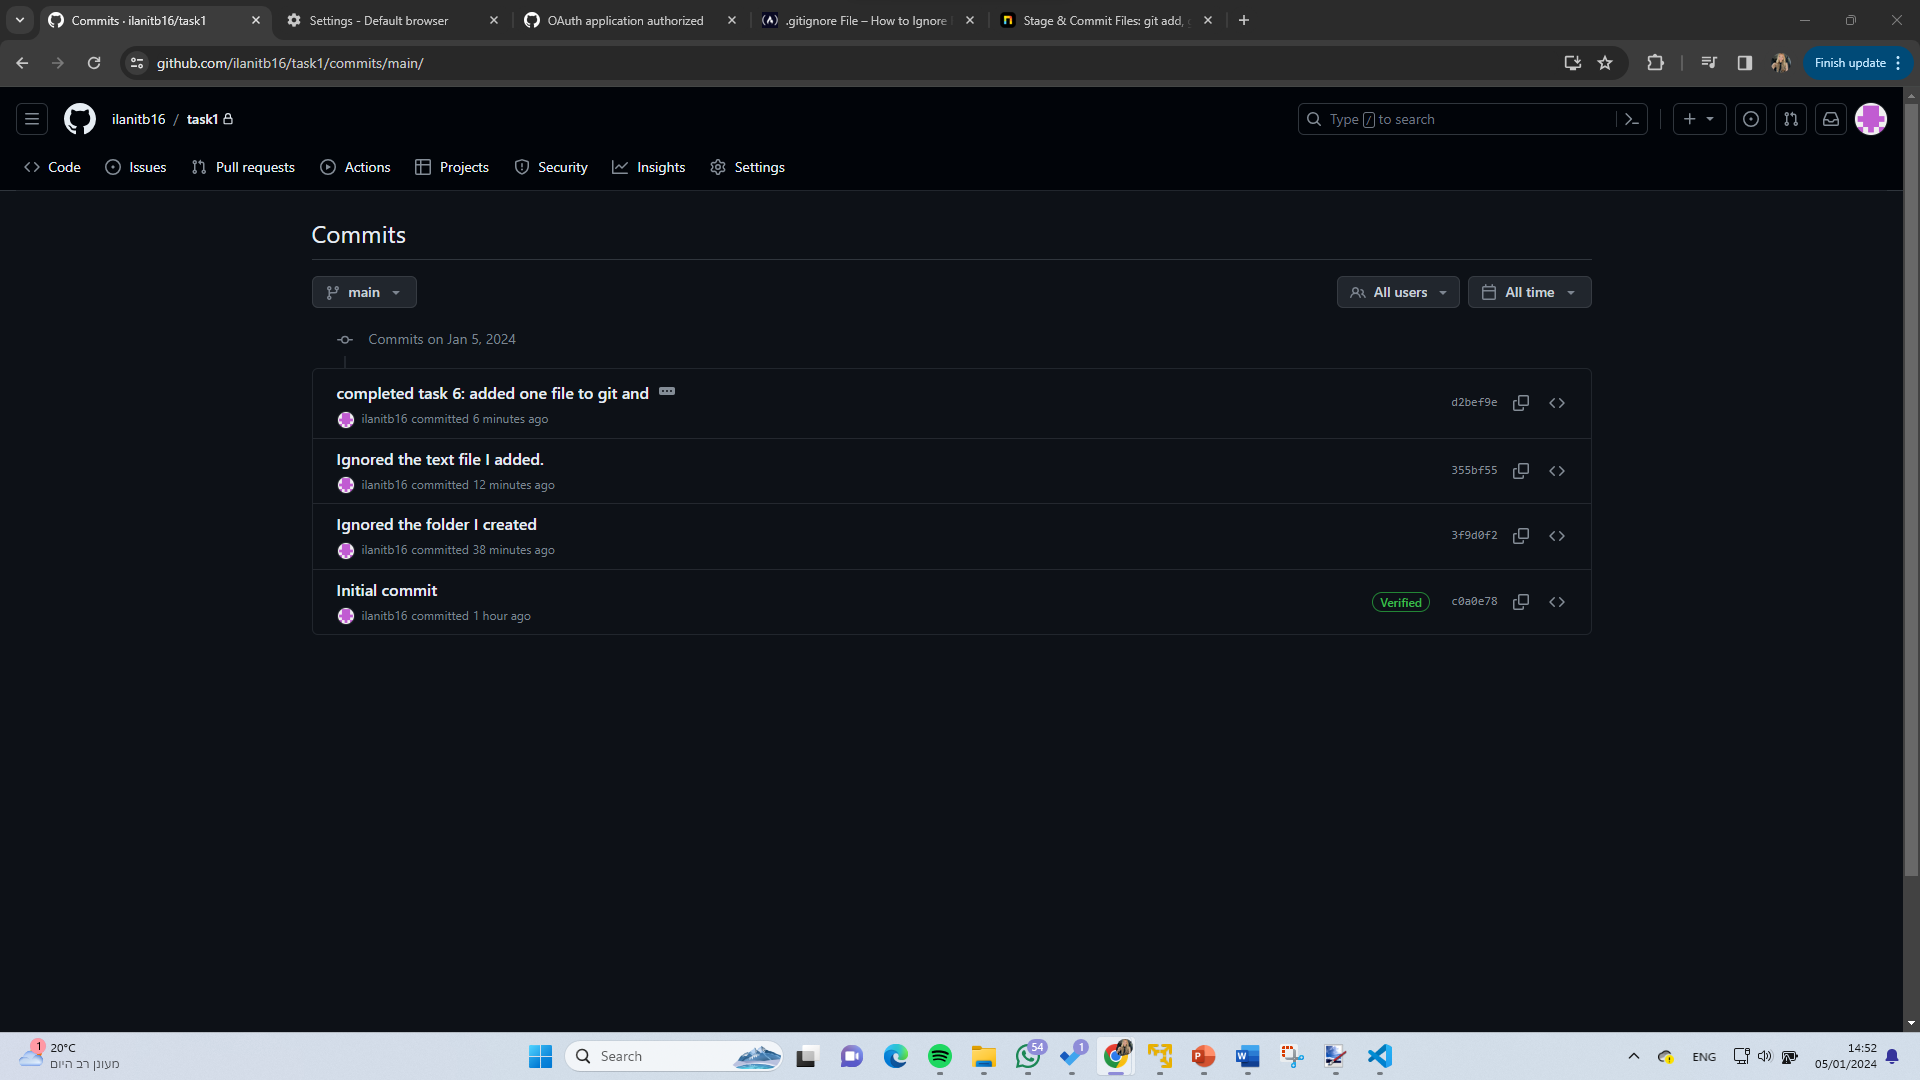 Commits · ilanitb16/task1
Settings - Default browser
OAuth application authorized
.gitignore File – How to Ignore
Stage & Commit Files: git add,
github.com/ilanitb16/task1/commits/main/
Finish update
ilanitb16 / task1
Type / to search
Code
Issues
Pull requests
Actions
Projects
Security
Insights
Settings
Commits
main
All users
All time
Commits on Jan 5, 2024
completed task 6: added one file to git and
d2bef9e
ilanitb16 committed 6 minutes ago
Ignored the text file I added.
355bf55
ilanitb16 committed 12 minutes ago
Ignored the folder I created
3f9d0f2
ilanitb16 committed 38 minutes ago
Initial commit
Verified
c0a0e78
ilanitb16 committed 1 hour ago
1
20°C
מעונן רב היום
Search
54
1
ENG
14:52
05/01/2024